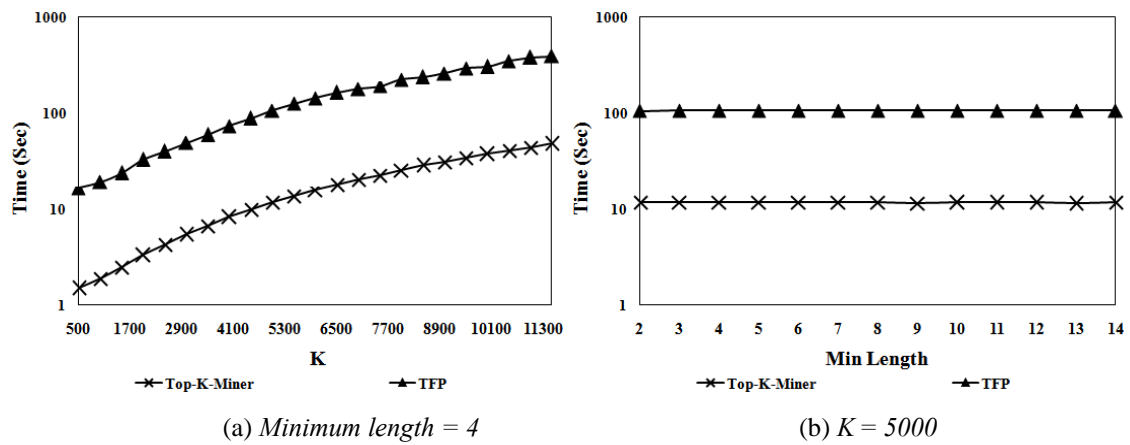 1000
100
10
1
Time (Sec)
500 1700 2900 4100 5300 6500 7700 8900 10100 11300
K
Top-K-Miner TFP
(a) Minimum length = 4
1000
100
10
1
Time (Sec)
2 3 4 5 6 7 8 9 10 11 12 13 14
Min Length
Top-K-Miner TFP
(b) K = 5000